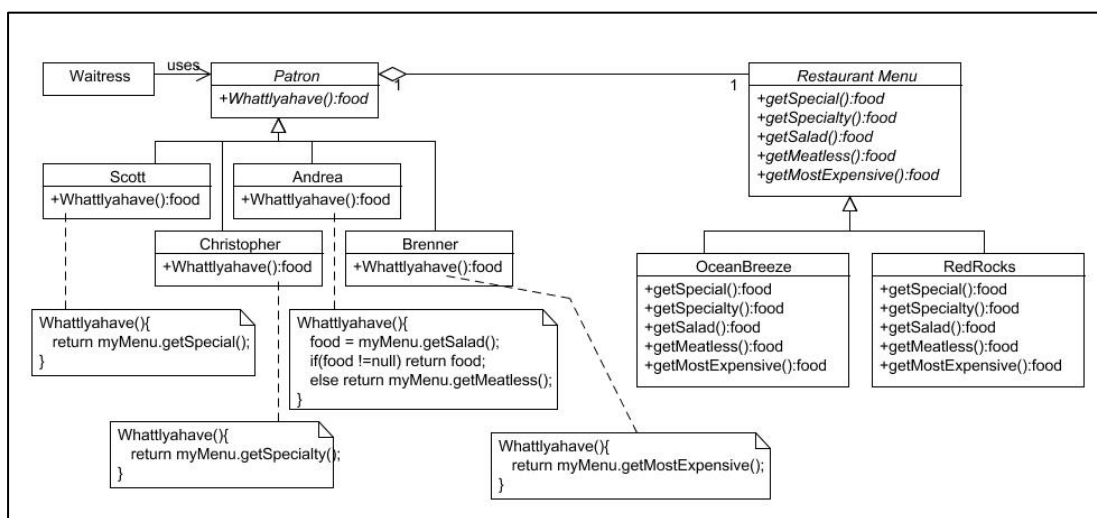 Waitress
uses
Patron
+Whattlyahave():food
1
1
Restaurant Menu
+getSpecial():food
+getSpecialty():food
+getSalad():food
+getMeatless():food
+getMostExpensive():food
Scott
+Whattlyahave():food
Andrea
+Whattlyahave():food
Christopher
+Whattlyahave():food
Brenner
+Whattlyahave():food
OceanBreeze
+getSpecial():food
+getSpecialty():food
+getSalad():food
+getMeatless():food
+getMostExpensive():food
RedRocks
+getSpecial():food
+getSpecialty():food
+getSalad():food
+getMeatless():food
+getMostExpensive():food
Whattlyahave(){
return myMenu.getSpecial();
}
Whattlyahave(){
food = myMenu.getSalad();
if(food !=null) return food;
else return myMenu.getMeatless();
}
Whattlyahave(){
return myMenu.getSpecialty();
}
Whattlyahave(){
return myMenu.getMostExpensive();
}